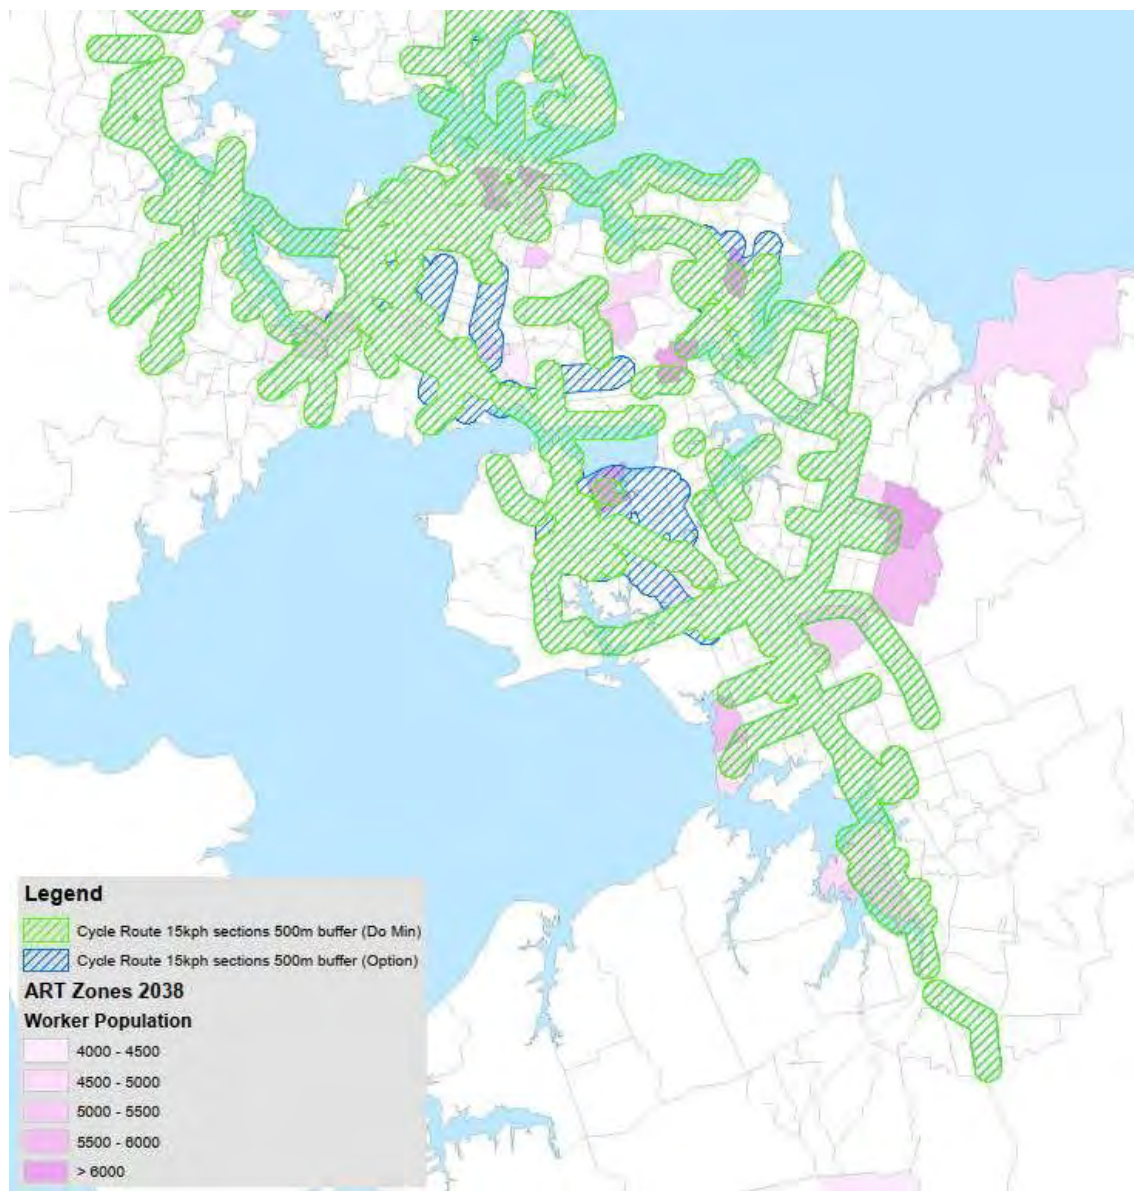 Legend
Cycle Route 15kph sections 500m buffer (Do Min)
Cycle Route 15kph sections 500m buffer (Option)
ART Zones 2038
Worker Population
4000 - 4500
4500 - 5000
5000 - 5500
5500 - 6000
> 6000